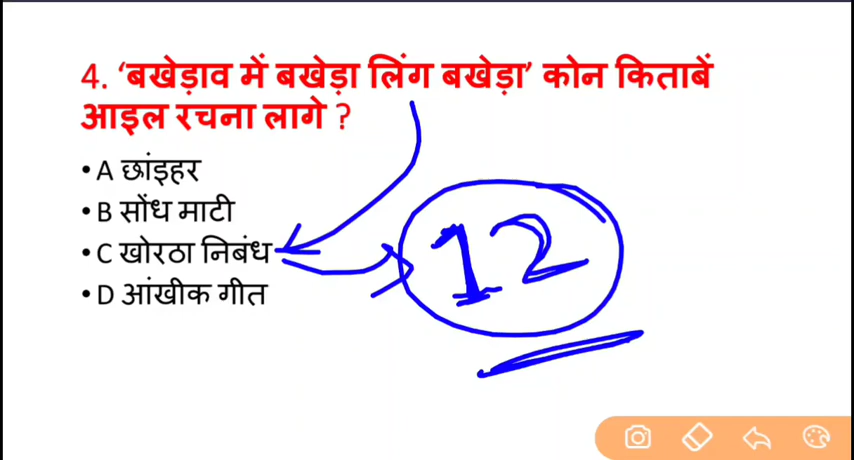 4. ‘बखेड़ाव में बखेड़ा लिंग बखेड़ा’ कोन किताबें
आइल रचना लागे ?
• A छांइहर
• B सोंध माटी
• C खोरठा निबंध
• D आंखीक गीत
12